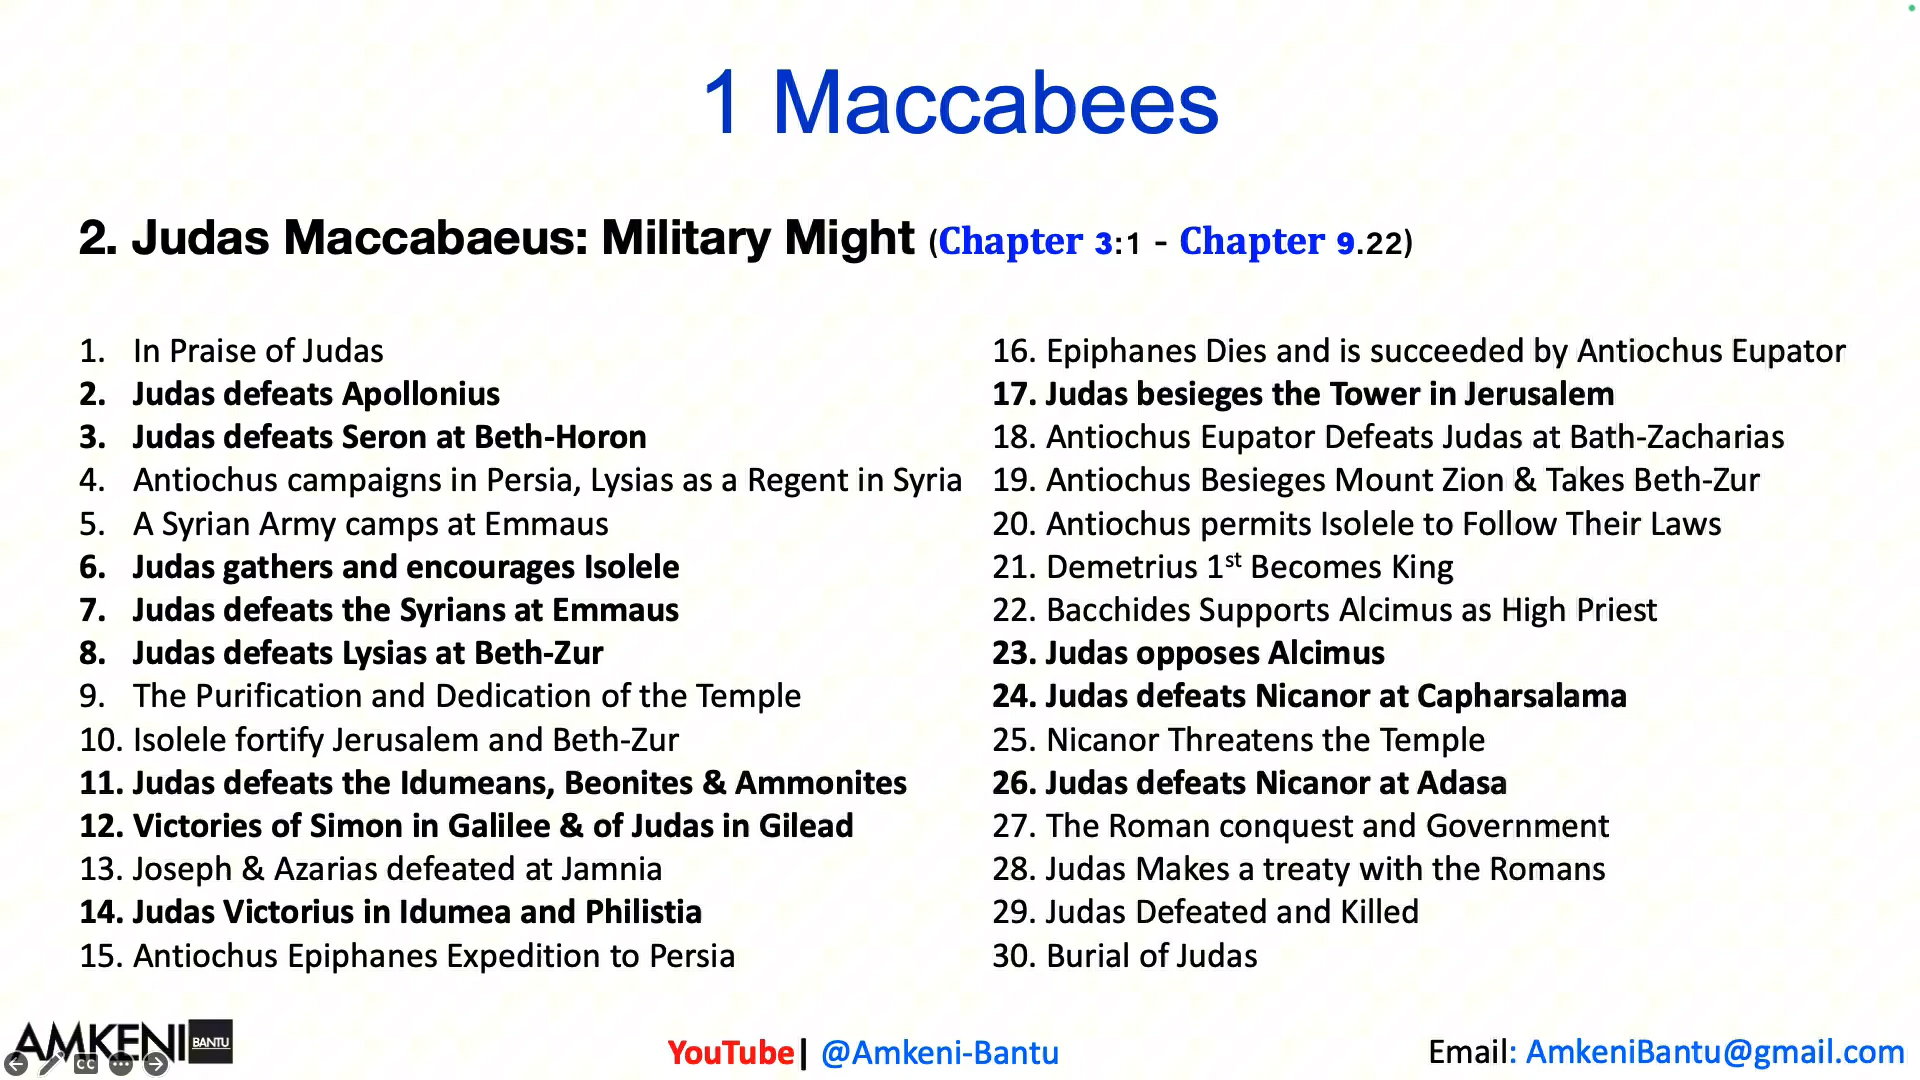 1 Maccabees
2. Judas Maccabaeus: Military Might (Chapter 3:1 - Chapter 9.22)
1. In Praise of Judas
2. Judas defeats Apollonius
3. Judas defeats Seron at Beth-Horon
4. Antiochus campaigns in Persia, Lysias as a Regent in Syria
5. A Syrian Army camps at Emmaus
6. Judas gathers and encourages Isolele
7. Judas defeats the Syrians at Emmaus
8. Judas defeats Lysias at Beth-Zur
9. The Purification and Dedication of the Temple
10. Isolele fortify Jerusalem and Beth-Zur
11. Judas defeats the Idumeans, Beonites & Ammonites
12. Victories of Simon in Galilee & of Judas in Gilead
13. Joseph & Azarias defeated at Jamnia
14. Judas Victorius in Idumea and Philistia
15. Antiochus Epiphanes Expedition to Persia
16. Epiphanes Dies and is succeeded by Antiochus Eupator
17. Judas besieges the Tower in Jerusalem
18. Antiochus Eupator Defeats Judas at Bath-Zacharias
19. Antiochus Besieges Mount Zion & Takes Beth-Zur
20. Antiochus permits Isolele to Follow Their Laws
21. Demetrius 1st Becomes King
22. Bacchides Supports Alcimus as High Priest
23. Judas opposes Alcimus
24. Judas defeats Nicanor at Capharsalama
25. Nicanor Threatens the Temple
26. Judas defeats Nicanor at Adasa
27. The Roman conquest and Government
28. Judas Makes a treaty with the Romans
29. Judas Defeated and Killed
30. Burial of Judas
AMKENI BANTU
CC
YouTube| @Amkeni-Bantu
Email: AmkeniBantu@gmail.com